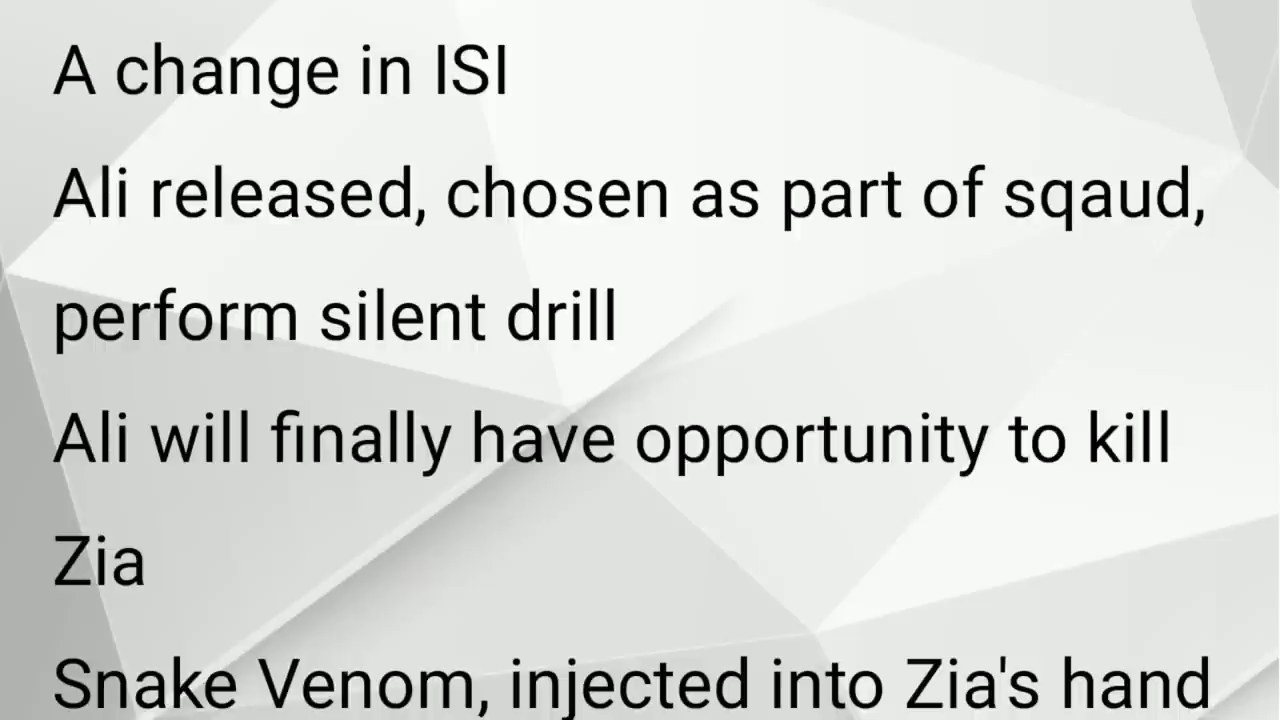 A change in ISI
Ali released, chosen as part of sqaud,
perform silent drill
Ali will finally have opportunity to kill
Zia
Snake Venom, injected into Zia's hand